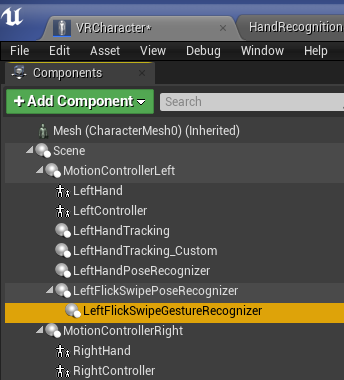 VRCharacter*
HandRecognition
File Edit Asset View Debug Window Help
Components
+ Add Component
Search
Mesh (CharacterMesh0) (Inherited)
Scene
MotionControllerLeft
LeftHand
LeftController
LeftHandTracking
LeftHandTracking_Custom
LeftHandPoseRecognizer
LeftFlickSwipePoseRecognizer
LeftFlickSwipeGestureRecognizer
MotionControllerRight
RightHand
RightController